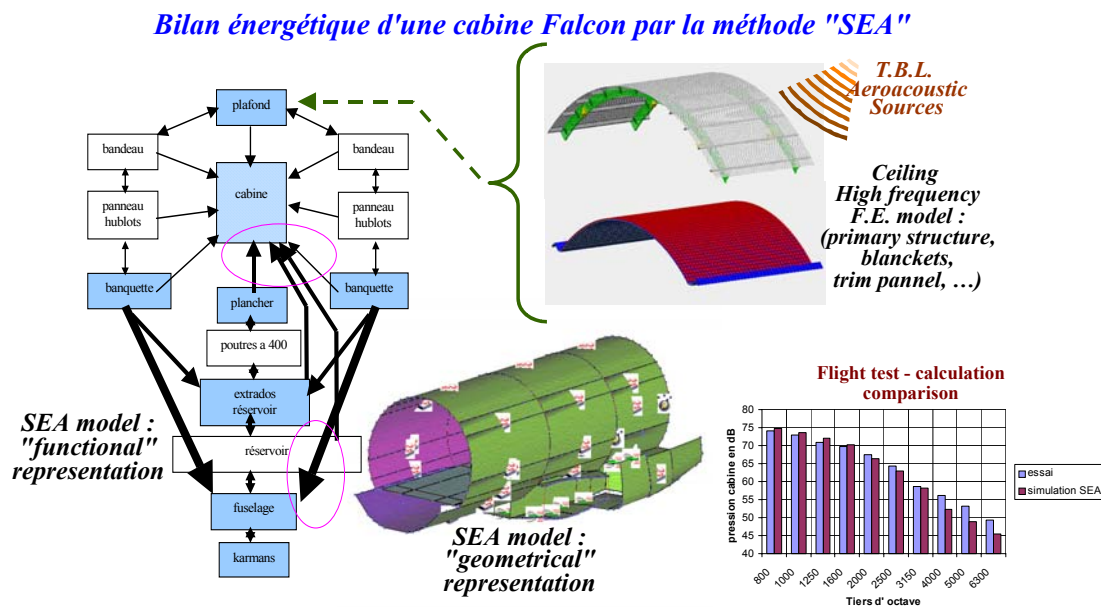 Bilan énergétique d'une cabine Falcon par la méthode "SEA"
plafond
bandeau
bandeau
cabine
panneau
hublots
panneau
hublots
banquette
banquette
plancher
poutres a 400
extrados
réservoir
réservoir
fuselage
karmans
SEA model :
"functional"
representation
T.B.L.
Aeroacoustic
Sources
Ceiling
High frequency
F.E. model :
(primary structure,
blanckets,
trim pannel, …)
SEA model :
"geometrical"
representation
Flight test - calculation
comparison
pression cabine en dB
80
75
70
65
60
55
50
45
40
800
1000
1250
1600
2000
2500
3150
4000
5000
6300
Tiers d' octave
essai
simulation SEA